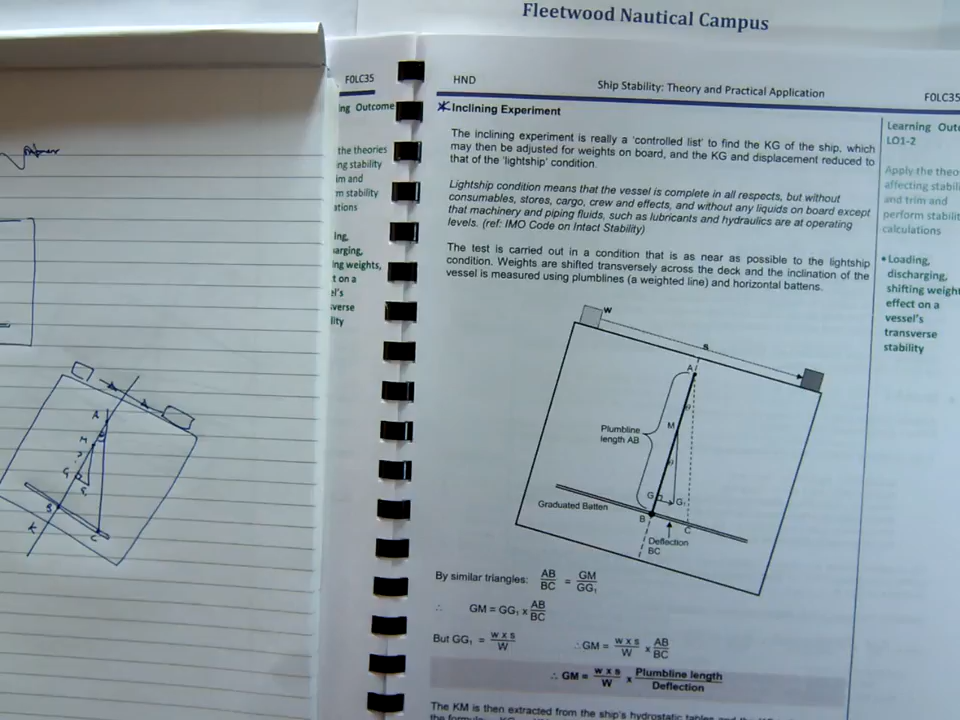 Fleetwood Nautical Campus
F0LC35
ing Outcome
the theories
ng stability
im and
m stability
ations
ing,
arging,
ing weights,
t on a
el's
verse
ility
A
M
G
B
C
K
HND
Ship Stability: Theory and Practical Application
F0LC35
* Inclining Experiment
The inclining experiment is really a 'controlled list' to find the KG of the ship, which
may then be adjusted for weights on board, and the KG and displacement reduced to
that of the 'lightship' condition.
Lightship condition means that the vessel is complete in all respects, but without
consumables, stores, cargo, crew and effects, and without any liquids on board except
that machinery and piping fluids, such as lubricants and hydraulics are at operating
levels. (ref: IMO Code on Intact Stability)
The test is carried out in a condition that is as near as possible to the lightship
condition. Weights are shifted transversely across the deck and the inclination of the
vessel is measured using plumblines (a weighted line) and horizontal battens.
w
s
A
θ
M
Plumbline
length AB
θ
G G₁
Graduated Batten
B
C
Deflection
BC
By similar triangles: AB/BC = GM/GG₁
∴ GM = GG₁ x AB/BC
But GG₁ = w x s/W ∴ GM = w x s/W x AB/BC
∴ GM = w x s/W x Plumbline length/Deflection
The KM is then extracted from the ship's hydrostatic tables and the
Learning Outc
LO1-2
Apply the theo
affecting stabili
and trim and
perform stabilit
calculations
• Loading,
discharging,
shifting weight
effect on a
vessel's
transverse
stability